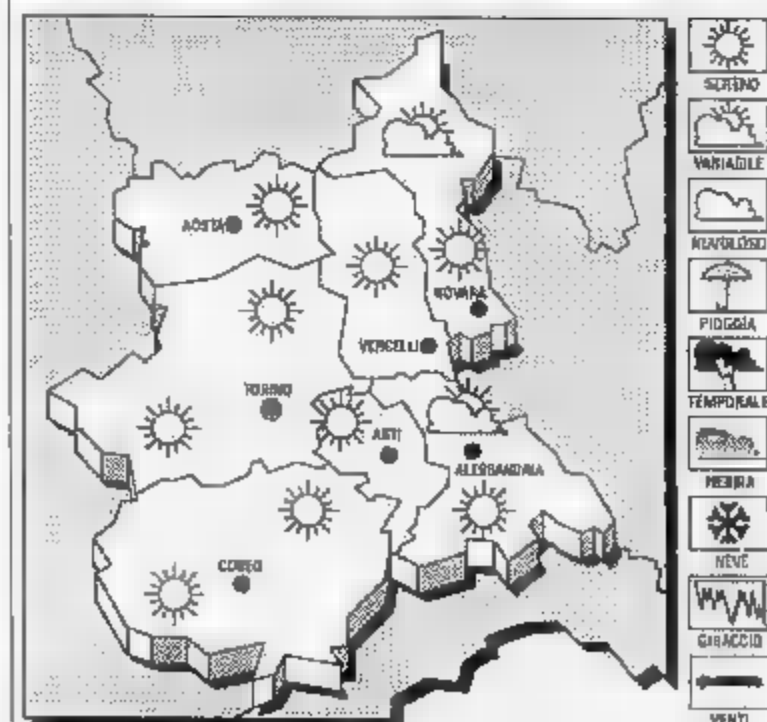 SERENO
VARIABILE
NUVOLOSO
PIOGGIA
TEMPORALE
NEBBIA
NEVE
GHIACCIO
VENTI
AOSTA
NOVARA
VERCELLI
TORINO
ASTI
ALESSANDRIA
CUNEO